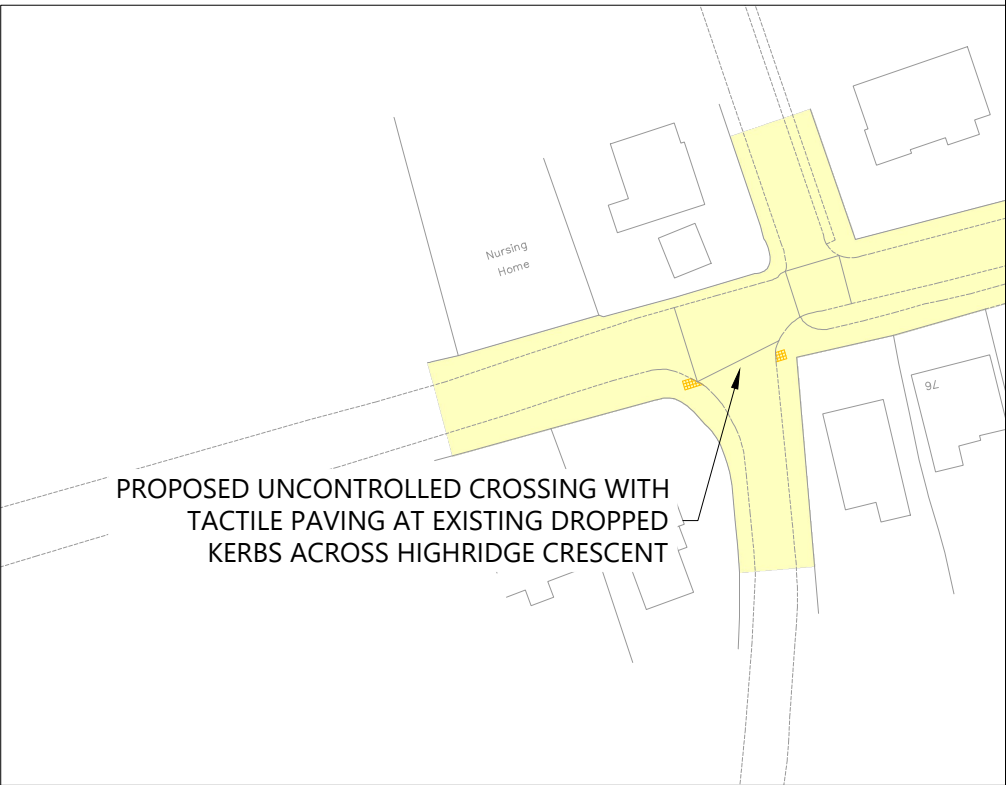 Nursing
Home
76
PROPOSED UNCONTROLLED CROSSING WITH
TACTILE PAVING AT EXISTING DROPPED
KERBS ACROSS HIGHRIDGE CRESCENT